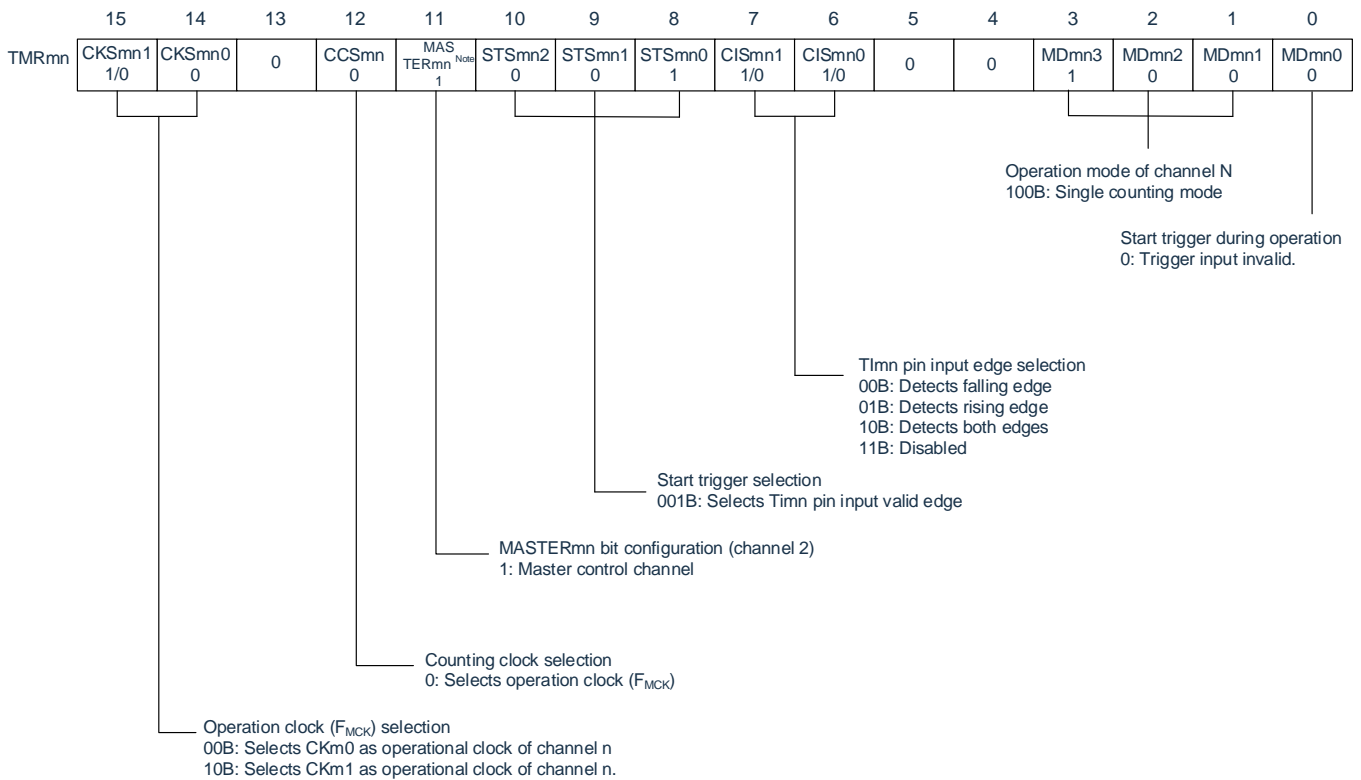 15 14 13 12 11 10 9 8 7 6 5 4 3 2 1 0
TMRmn CKSmn1 1/0 CKSmn0 0 0 CCSmn 0 MAS TERmn Note 1 STSmn2 0 STSmn1 0 STSmn0 1 CISmn1 1/0 CISmn0 1/0 0 0 MDmn3 1 MDmn2 0 MDmn1 0 MDmn0 0
Operation mode of channel N
100B: Single counting mode
Start trigger during operation
0: Trigger input invalid.
TImn pin input edge selection
00B: Detects falling edge
01B: Detects rising edge
10B: Detects both edges
11B: Disabled
Start trigger selection
001B: Selects Timn pin input valid edge
MASTERmn bit configuration (channel 2)
1: Master control channel
Counting clock selection
0: Selects operation clock (FMCK)
Operation clock (FMCK) selection
00B: Selects CKm0 as operational clock of channel n
10B: Selects CKm1 as operational clock of channel n.